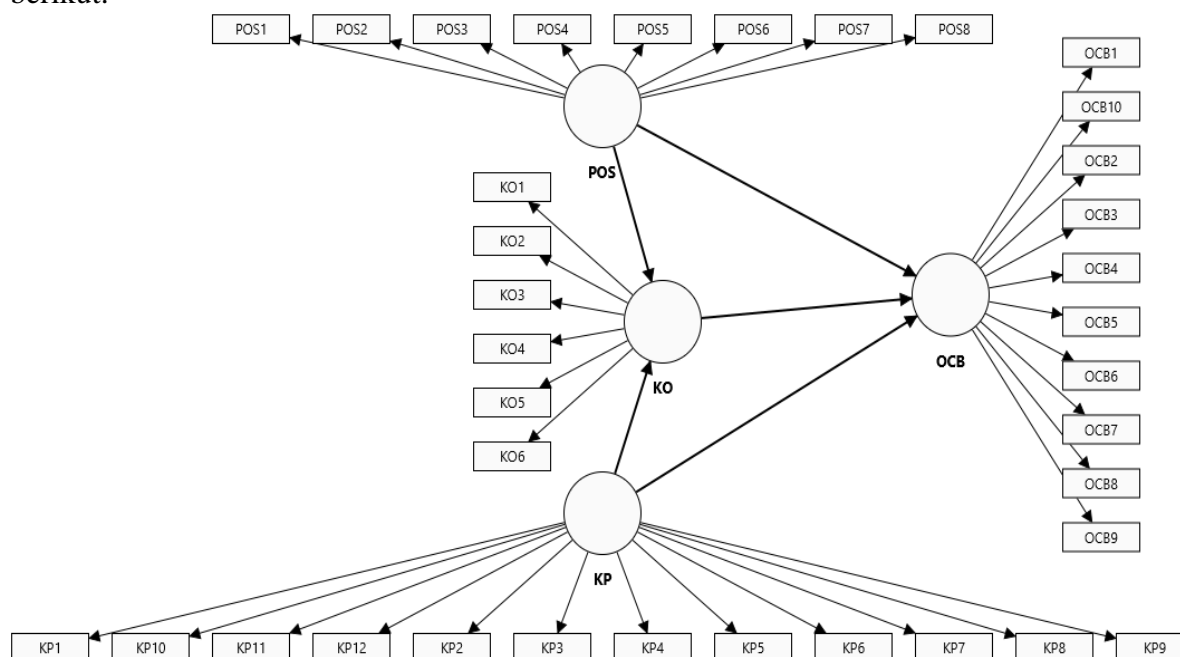 berikut:
POS1 POS2 POS3 POS4 POS5 POS6 POS7 POS8
POS
KO1
KO2
KO3
KO4
KO5
KO6
KO
OCB1
OCB10
OCB2
OCB3
OCB4
OCB5
OCB6
OCB7
OCB8
OCB9
OCB
KP
KP1 KP10 KP11 KP12 KP2 KP3 KP4 KP5 KP6 KP7 KP8 KP9